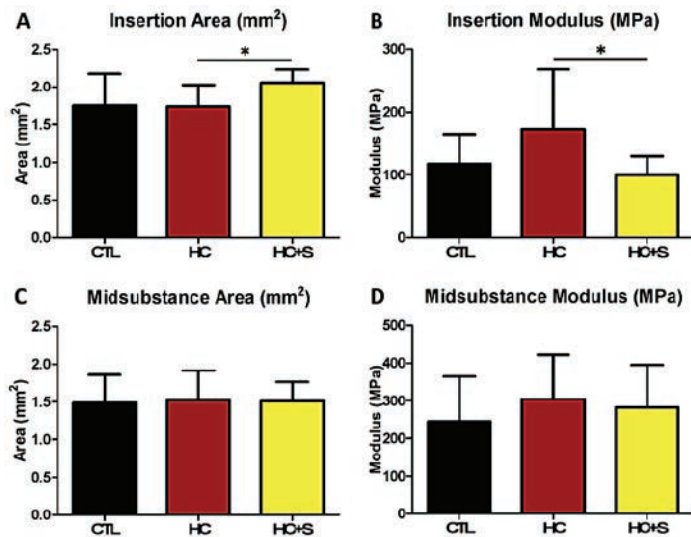 A Insertion Area (mm²)
Area (mm²)
2.5
2.0
1.5
1.0
0.5
0.0
*
CTL HC HC+S
B Insertion Modulus (MPa)
Modulus (MPa)
300
200
100
0
*
CTL HC HC+S
C Midsubstance Area (mm²)
Area (mm²)
2.5
2.0
1.5
1.0
0.5
0.0
CTL HC HC+S
D Midsubstance Modulus (MPa)
Modulus (MPa)
500
400
300
200
100
0
CTL HC HC+S